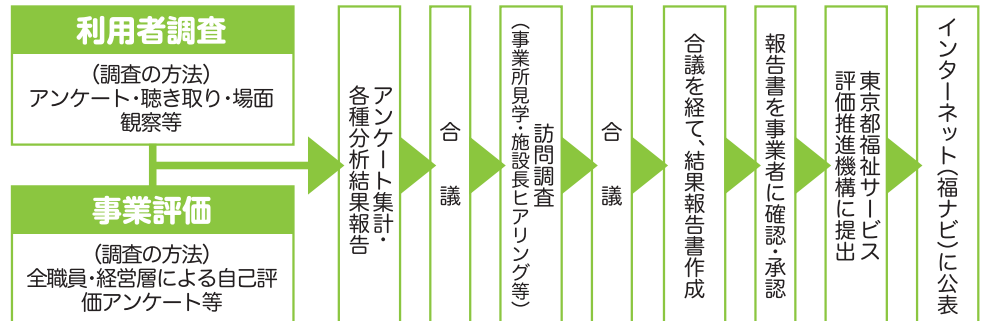 利用者調査
（調査の方法）
アンケート・聴き取り・場面
観察等
事業評価
（調査の方法）
全職員・経営層による自己評
価アンケート等
アンケート集計・
各種分析結果報告
合議
訪問調査
（事業所見学・施設長ヒアリング等）
合議
合議を経て、結果報告書作成
報告書を事業者に確認・承認
東京都福祉サービス
評価推進機構に提出
インターネット（福ナビ）に公表